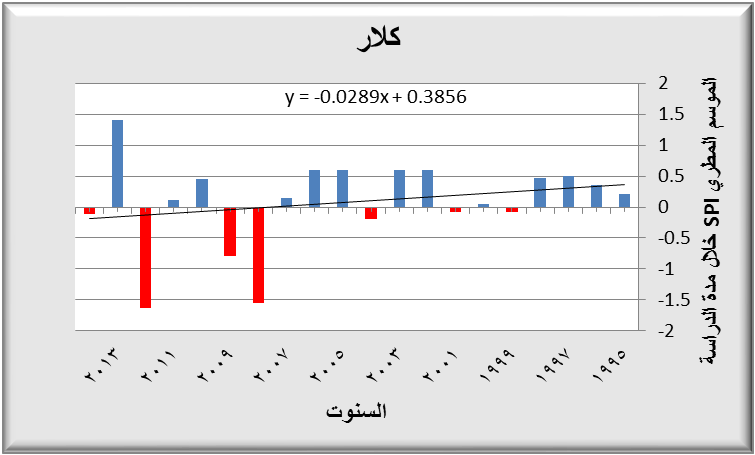 كلار
y = -0.0289x + 0.3856
2
1.5
1
0.5
0
-0.5
-1
-1.5
-2
الموسم المطري SPI خلال مدة الدراسة
١٩٩٥ ١٩٩٧ ١٩٩٩ ٢٠٠١ ٢٠٠٣ ٢٠٠٥ ٢٠٠٧ ٢٠٠٩ ٢٠١١ ٢٠١٣
السنوت